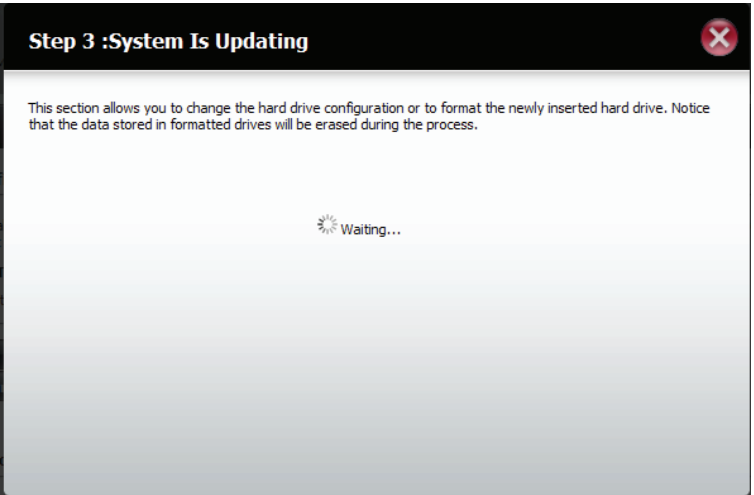 Step 3 :System Is Updating
This section allows you to change the hard drive configuration or to format the newly inserted hard drive. Notice
that the data stored in formatted drives will be erased during the process.
Waiting...